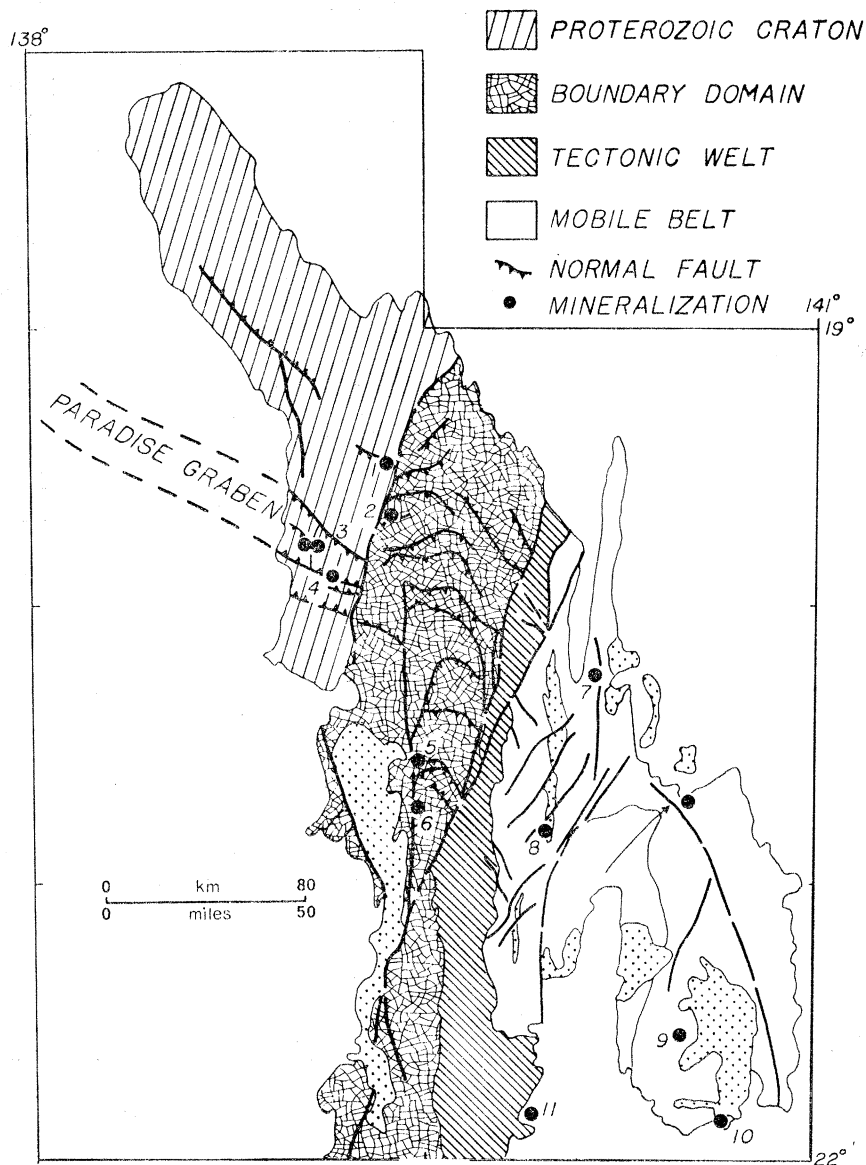 PROTEROZOIC CRATON
138°
BOUNDARY DOMAIN
TECTONIC WELT
MOBILE BELT
NORMAL FAULT
MINERALIZATION
141°
19°
PARADISE GRABEN
1
2
3
4
5
6
7
8
0 km 80
0 miles 50
9
10
11
22°